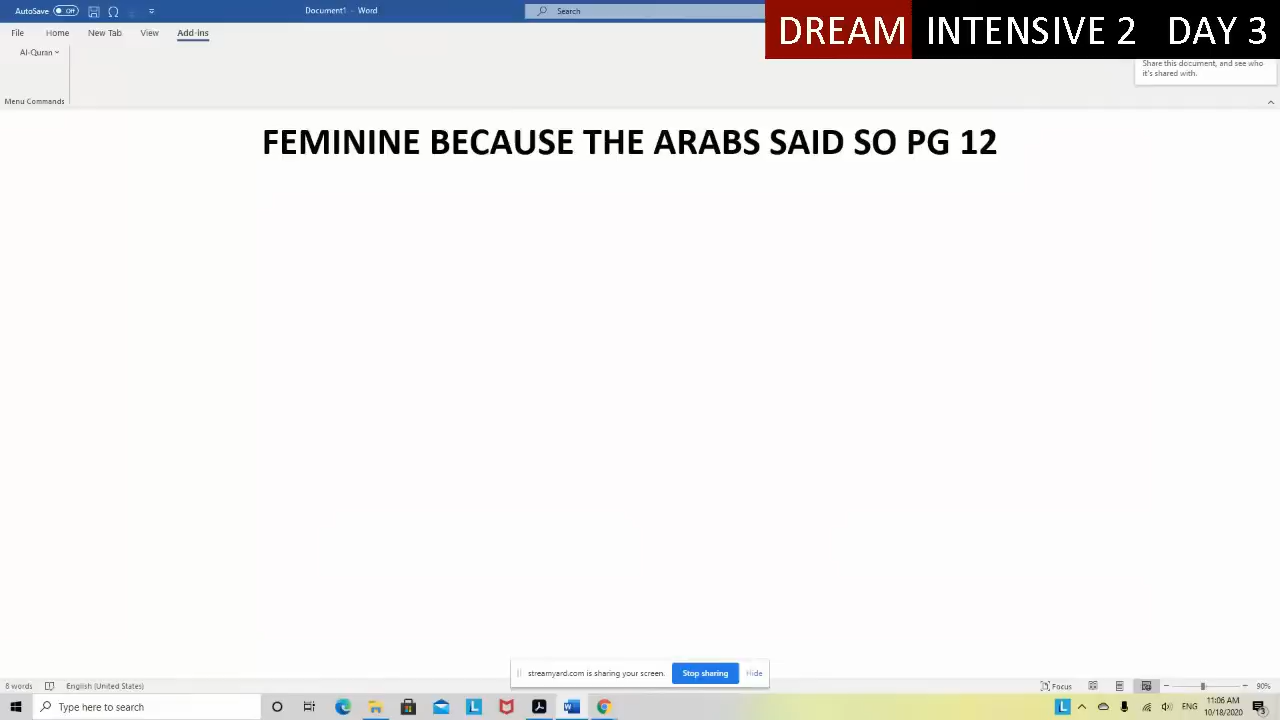 AutoSave Off
Document1 - Word
Search
DREAM INTENSIVE 2 DAY 3
File Home New Tab View Add-ins
Al-Quran
Share this document, and see who
it's shared with.
Menu Commands
FEMININE BECAUSE THE ARABS SAID SO PG 12
streamyard.com is sharing your screen. Stop sharing Hide
6 words English (United States) Focus 90%
Type here to search
ENG 11:06 AM
10/18/2020